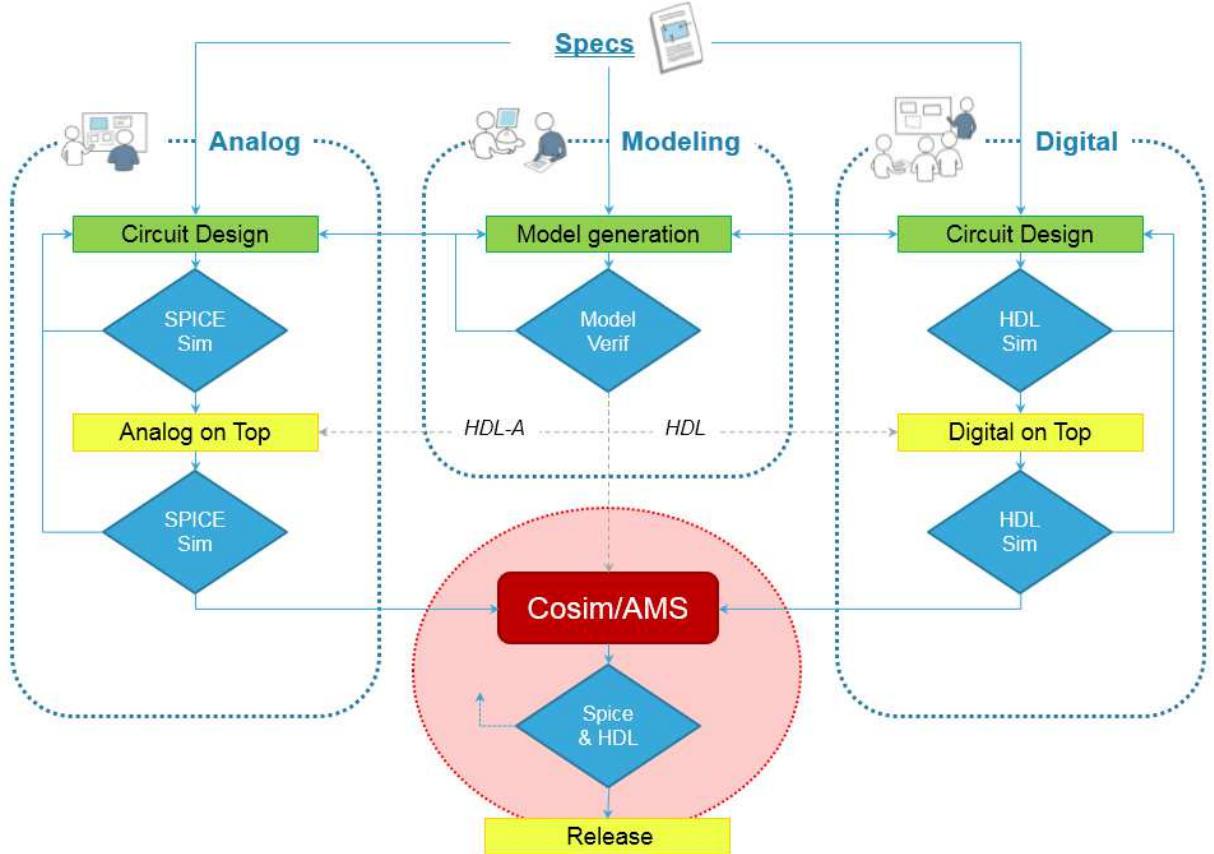 Specs
Analog
Modeling
Digital
Circuit Design
Model generation
Circuit Design
SPICE
Sim
Model
Verif
HDL
Sim
Analog on Top
HDL-A
HDL
Digital on Top
SPICE
Sim
HDL
Sim
Cosim/AMS
Spice
& HDL
Release